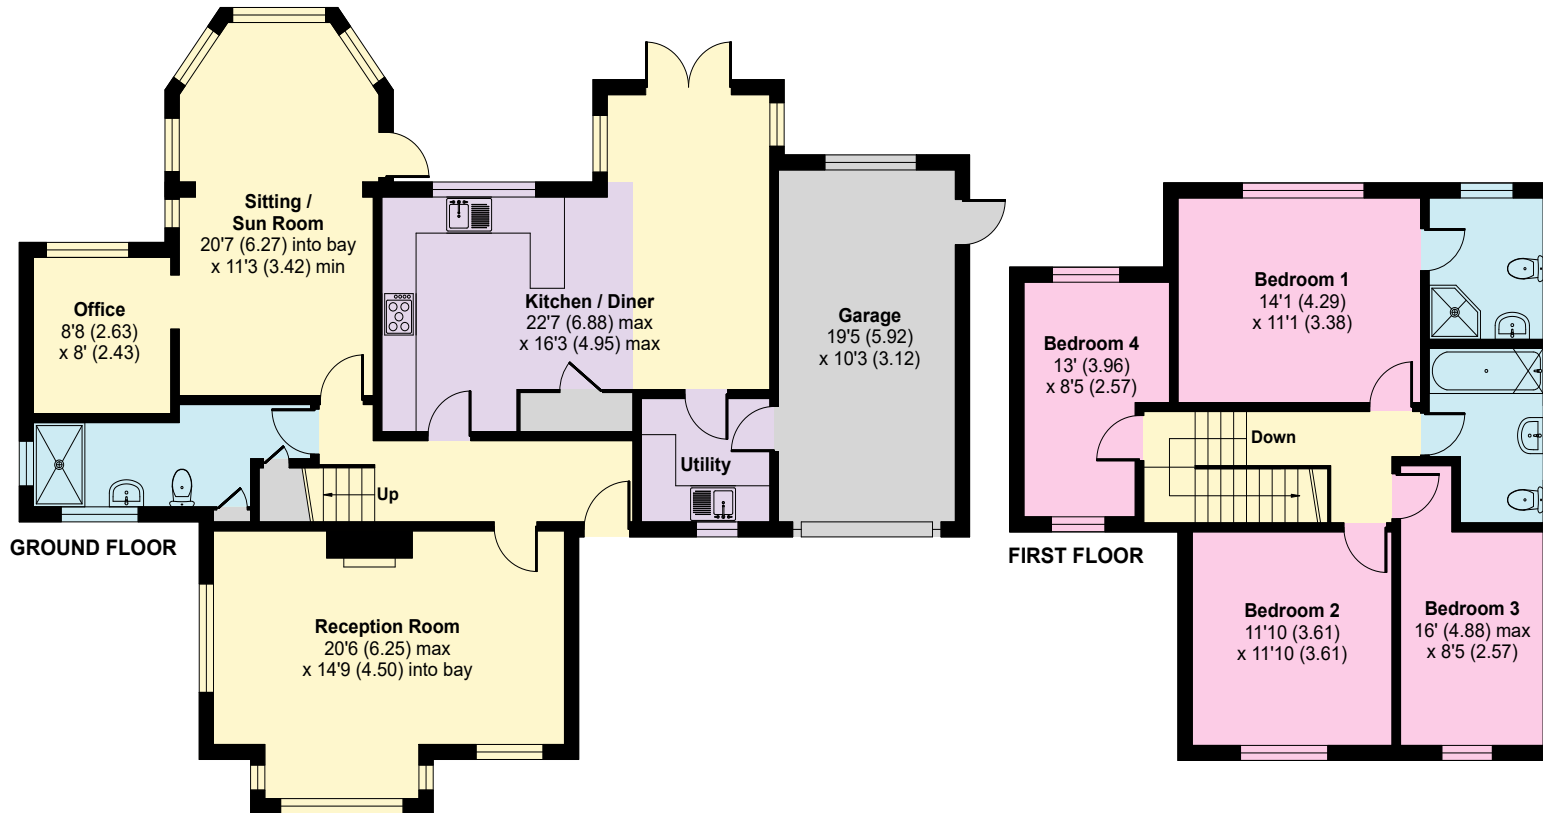 Sitting /
Sun Room
20'7 (6.27) into bay
x 11'3 (3.42) min
Office
8'8 (2.63)
x 8' (2.43)
Kitchen / Diner
22'7 (6.88) max
x 16'3 (4.95) max
Garage
19'5 (5.92)
x 10'3 (3.12)
Utility
Up
GROUND FLOOR
Reception Room
20'6 (6.25) max
x 14'9 (4.50) into bay
Bedroom 1
14'1 (4.29)
x 11'1 (3.38)
Bedroom 4
13' (3.96)
x 8'5 (2.57)
Down
FIRST FLOOR
Bedroom 2
11'10 (3.61)
x 11'10 (3.61)
Bedroom 3
16' (4.88) max
x 8'5 (2.57)